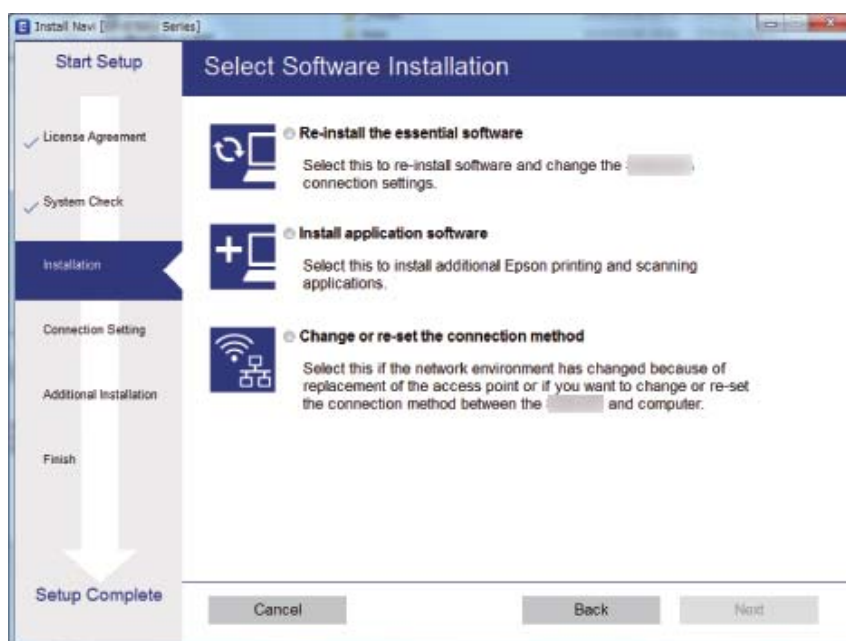 Install Navi [ Series]
Start Setup
License Agreement
System Check
Installation
Connection Setting
Additional Installation
Finish
Setup Complete
Select Software Installation
Re-install the essential software
Select this to re-install software and change the
connection settings.
Install application software
Select this to install additional Epson printing and scanning
applications.
Change or re-set the connection method
Select this if the network environment has changed because of
replacement of the access point or if you want to change or re-set
the connection method between the and computer.
Cancel
Back
Next